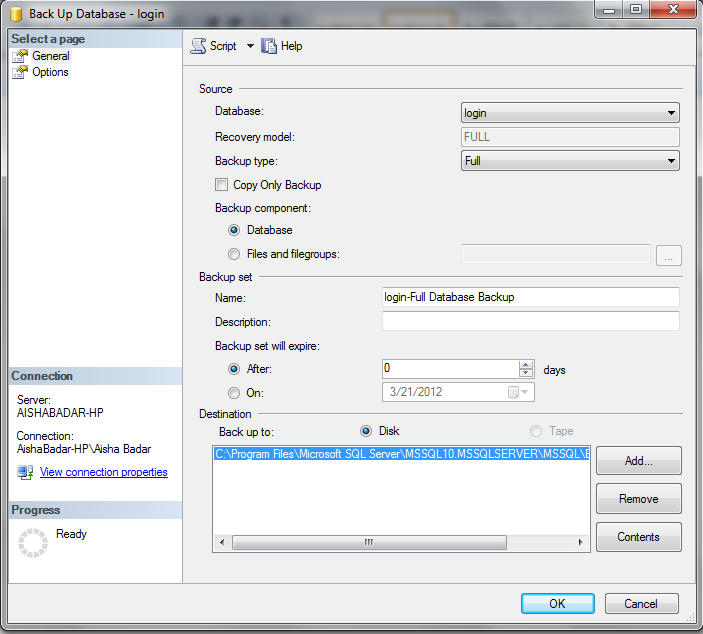 Back Up Database - login
Select a page
General
Options
Script
Help
Source
Database:
login
Recovery model:
FULL
Backup type:
Full
Copy Only Backup
Backup component:
Database
Files and filegroups:
...
Backup set
Name:
login-Full Database Backup
Description:
Backup set will expire:
After:
0
days
On:
3/21/2012
Destination
Back up to:
Disk
Tape
C:\Program Files\Microsoft SQL Server\MSSQL10.MSSQLSERVER\MSSQL\B
Add...
Remove
Contents
Connection
Server:
AISHABADAR-HP
Connection:
AishaBadar-HP\Aisha Badar
View connection properties
Progress
Ready
OK
Cancel